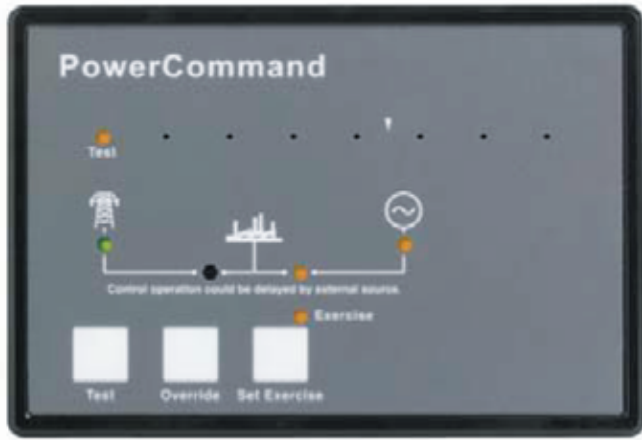 PowerCommand
Test
Control operation could be delayed by external source.
Exercise
Test Override Set Exercise